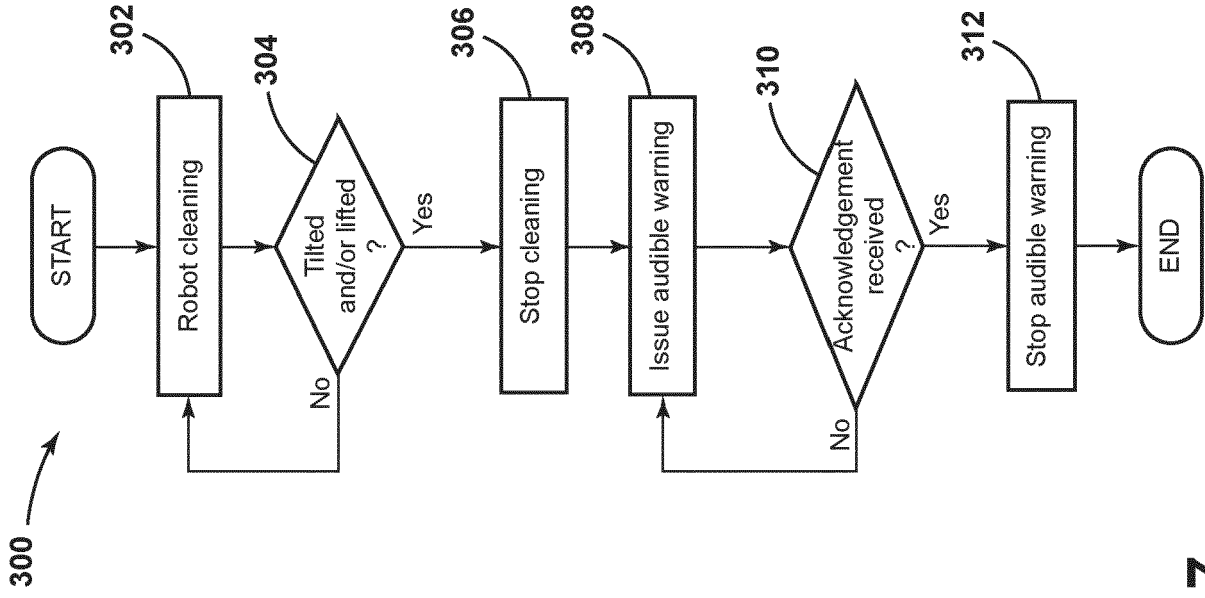 300
START
302
Robot cleaning
304
Tilted
and/or lifted
?
No
Yes
306
Stop cleaning
308
Issue audible warning
310
Acknowledgement
received
?
No
Yes
312
Stop audible warning
END
7